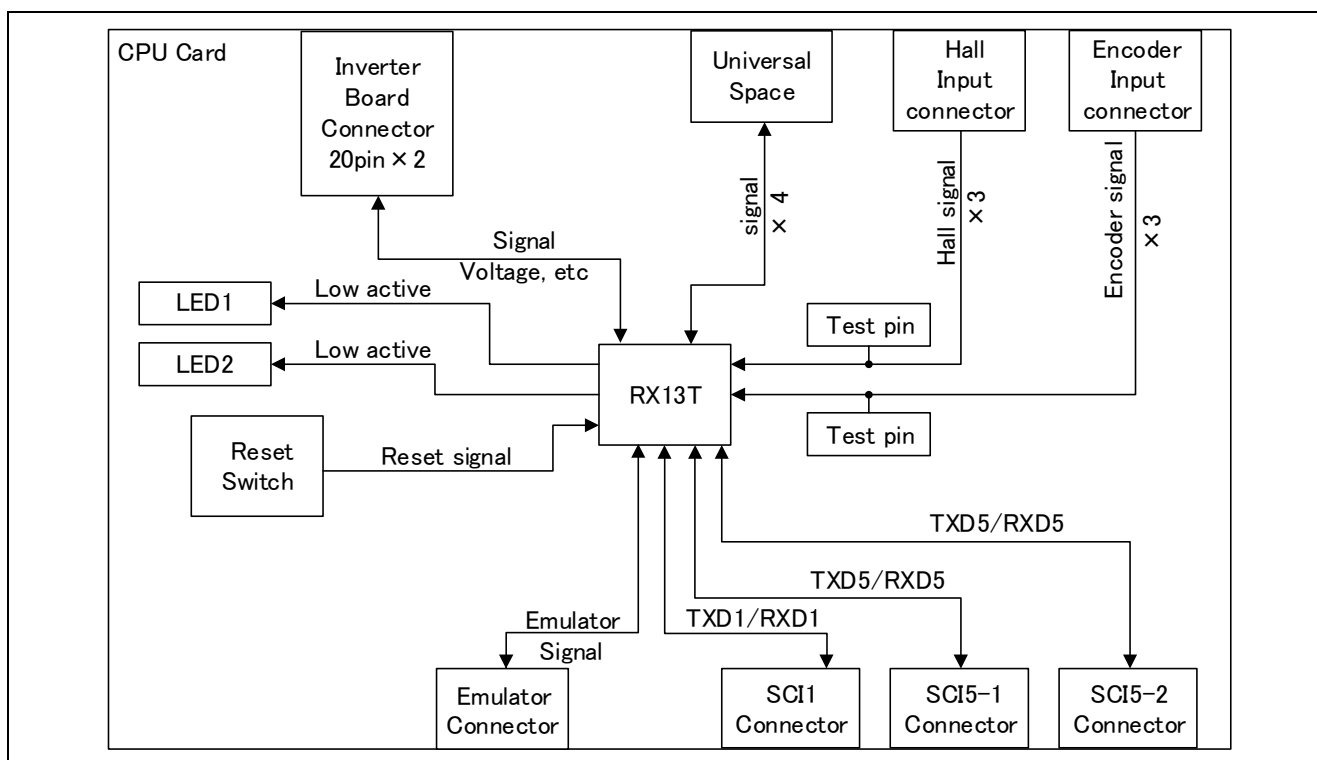 CPU Card
Inverter
Board
Connector
20pin × 2
Universal
Space
Hall
Input
connector
Encoder
Input
connector
signal
× 4
Hall signal
× 3
Encoder signal
× 3
Signal
Voltage, etc
LED1
Low active
LED2
Low active
Test pin
RX13T
Test pin
Reset
Switch
Reset signal
TXD5/RXD5
TXD5/RXD5
TXD1/RXD1
Emulator
Signal
Emulator
Connector
SCI1
Connector
SCI5-1
Connector
SCI5-2
Connector